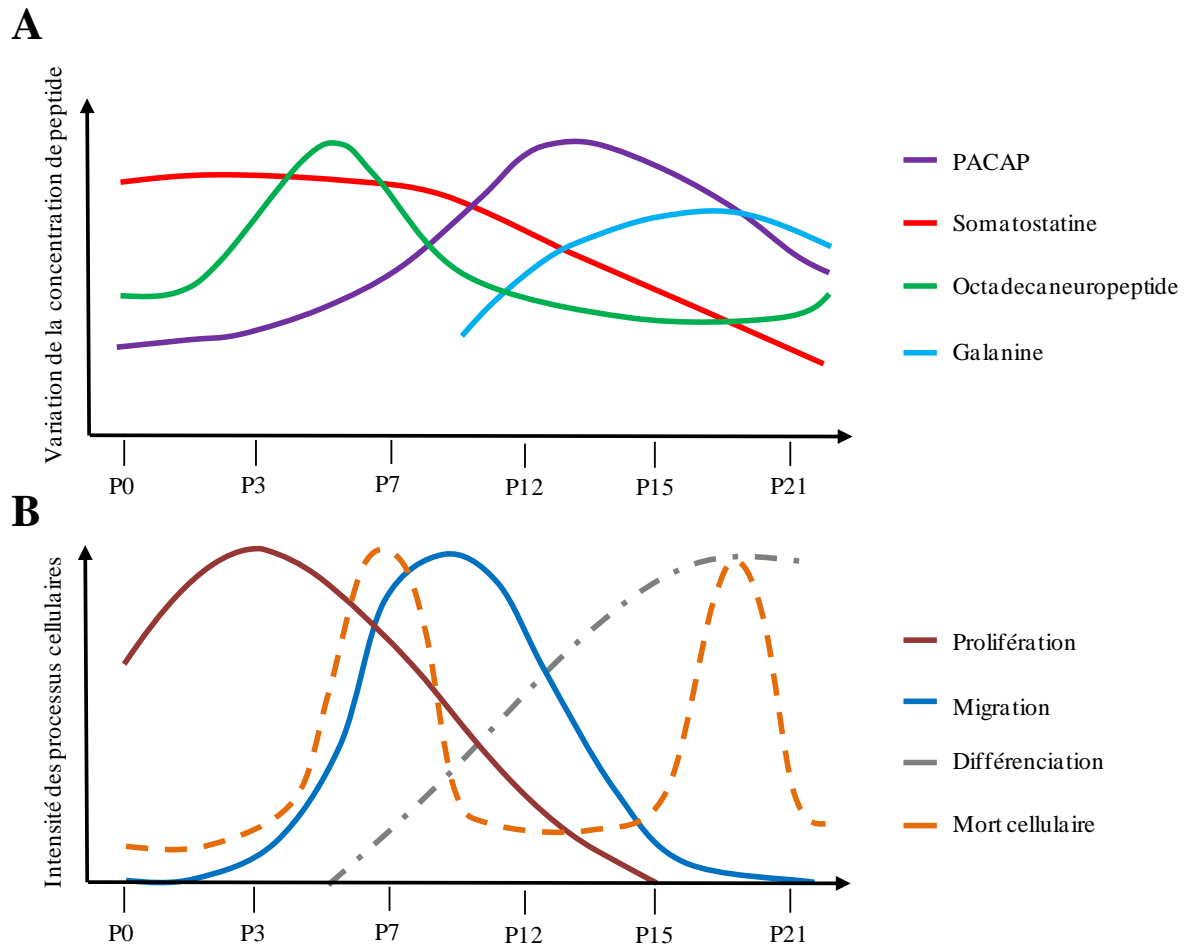 A
Variation de la concentration de peptide
PACAP
Somatostatine
Octadecaneuropeptide
Galanine
P0 P3 P7 P12 P15 P21
B
Intensité des processus cellulaires
Prolifération
Migration
Différenciation
Mort cellulaire
P0 P3 P7 P12 P15 P21